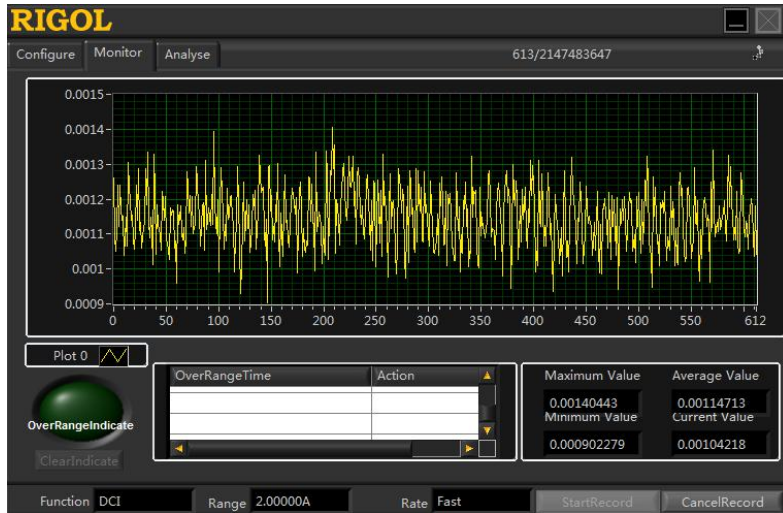 RIGOL
Configure Monitor Analyse 613/2147483647
0.0015
0.0014
0.0013
0.0012
0.0011
0.001
0.0009
0 50 100 150 200 250 300 350 400 450 500 550 612
Plot 0
OverRangeTime Action
Maximum Value Average Value
0.00140443 0.00114713
Minimum Value Current Value
0.000902279 0.00104218
OverRangeIndicate
ClearIndicate
Function DCI Range 2.00000A Rate Fast StartRecord CancelRecord